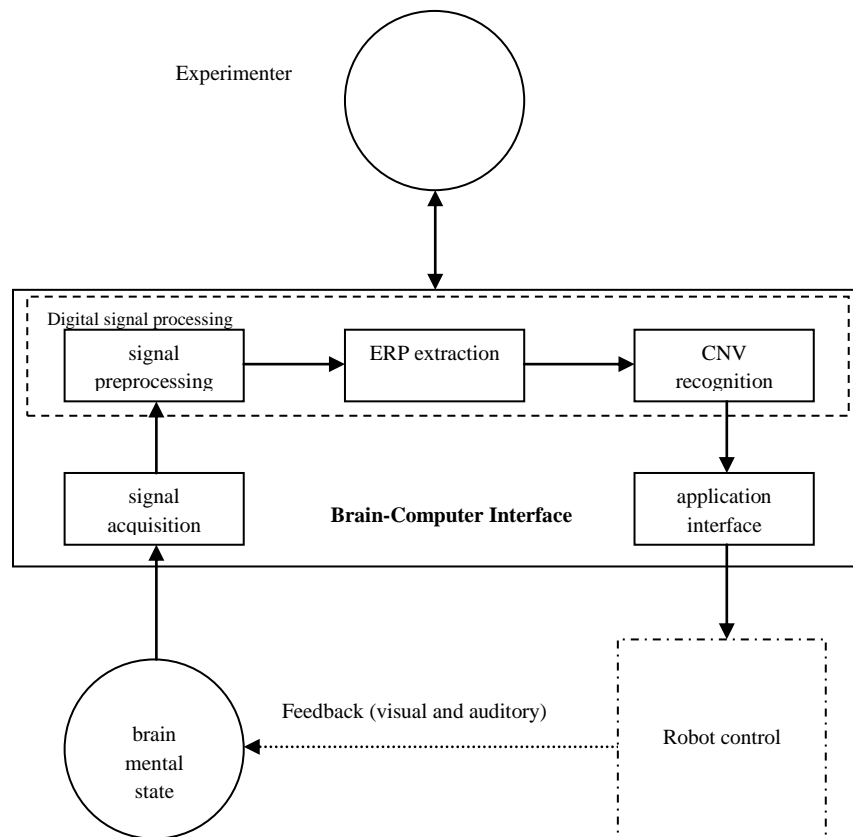 Experimenter
Digital signal processing
signal
preprocessing
ERP extraction
CNV
recognition
signal
acquisition
Brain-Computer Interface
application
interface
Feedback (visual and auditory)
brain
mental
state
Robot control